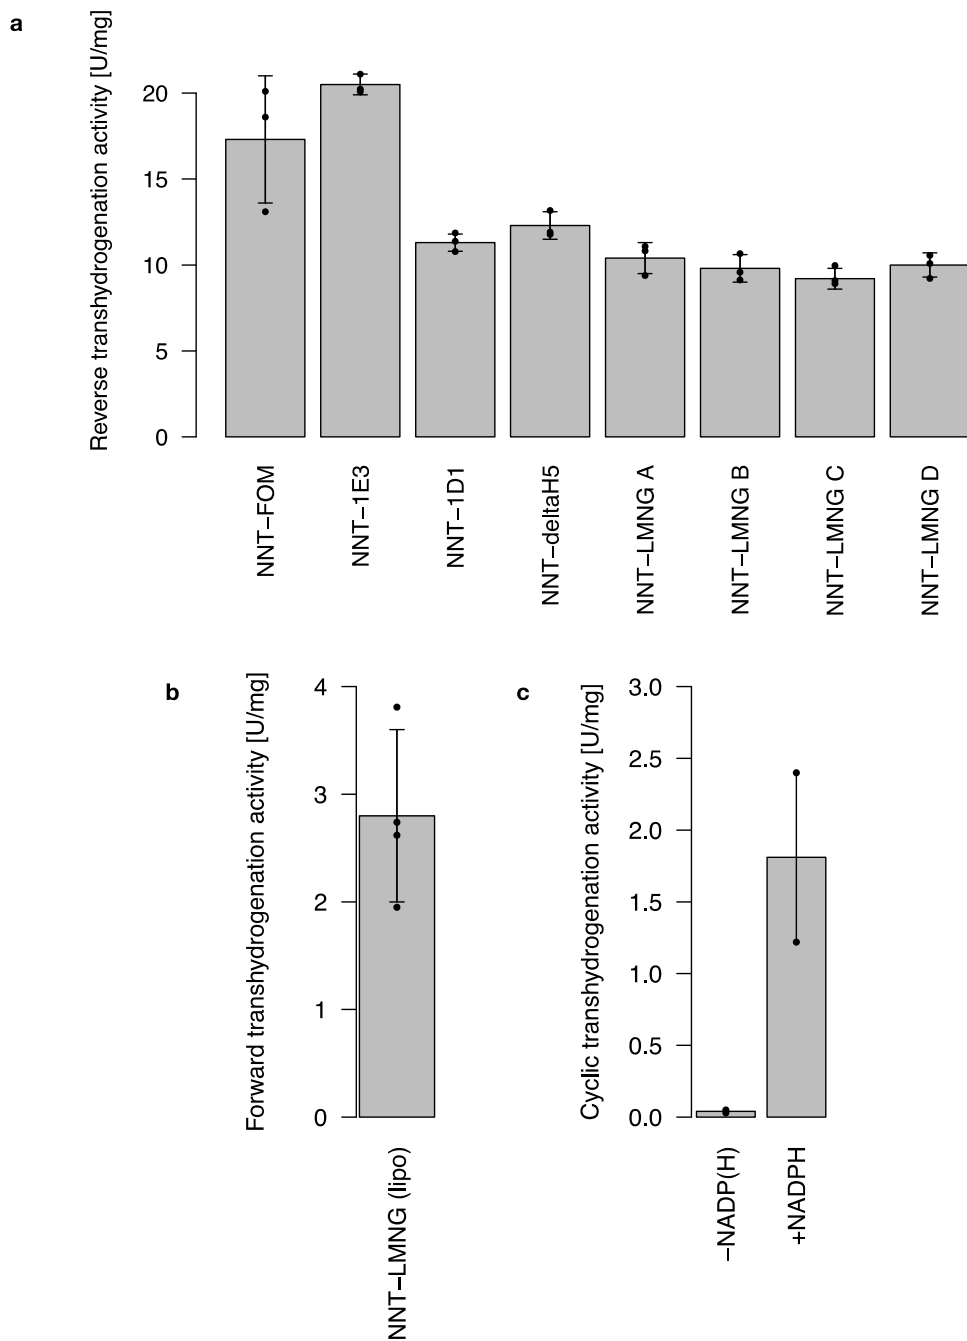 a
Reverse transhydrogenation activity [U/mg]
20
15
10
5
0
NNT−FOM
NNT−1E3
NNT−1D1
NNT−deltaH5
NNT−LMNG A
NNT−LMNG B
NNT−LMNG C
NNT−LMNG D
b
Forward transhydrogenation activity [U/mg]
4
3
2
1
0
NNT−LMNG (lipo)
c
Cyclic transhydrogenation activity [U/mg]
3.0
2.5
2.0
1.5
1.0
0.5
0.0
−NADP(H)
+NADPH